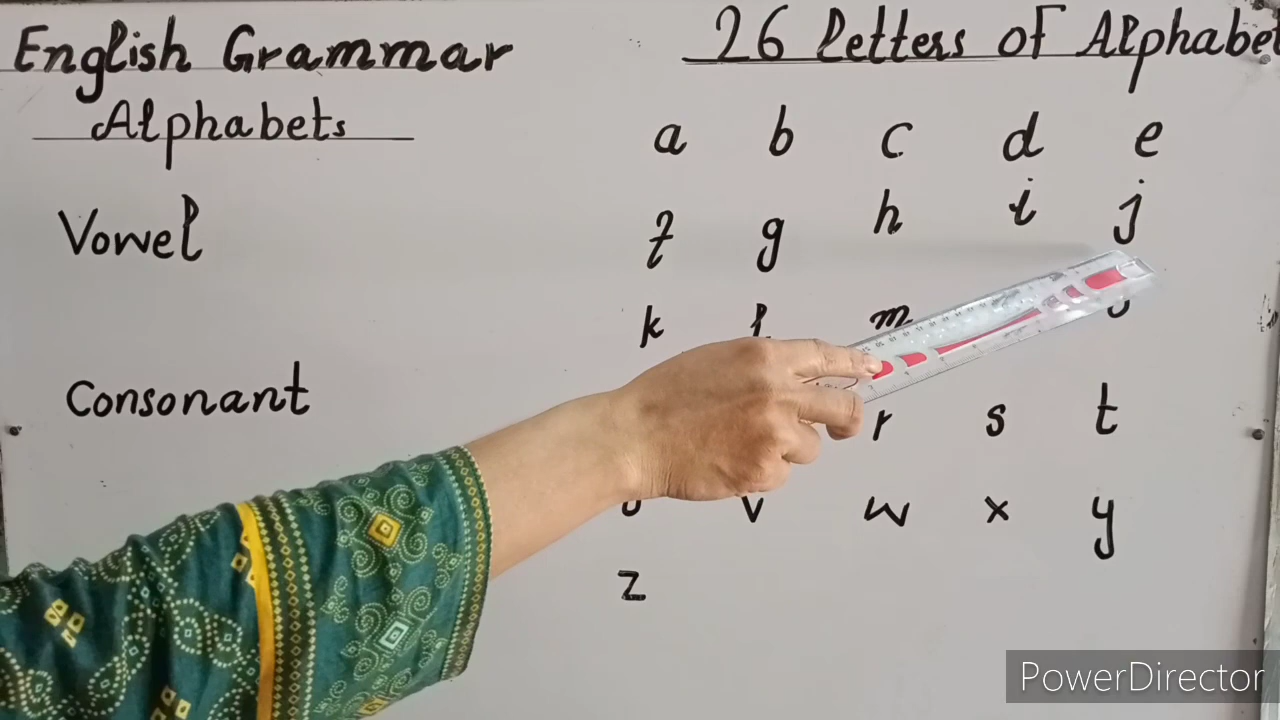 English Grammar
Alphabets
Vowel
Consonant
26 Letters of Alphabet
a b c d e
f g h i j
k l m
r s t
v w x y
z
PowerDirector